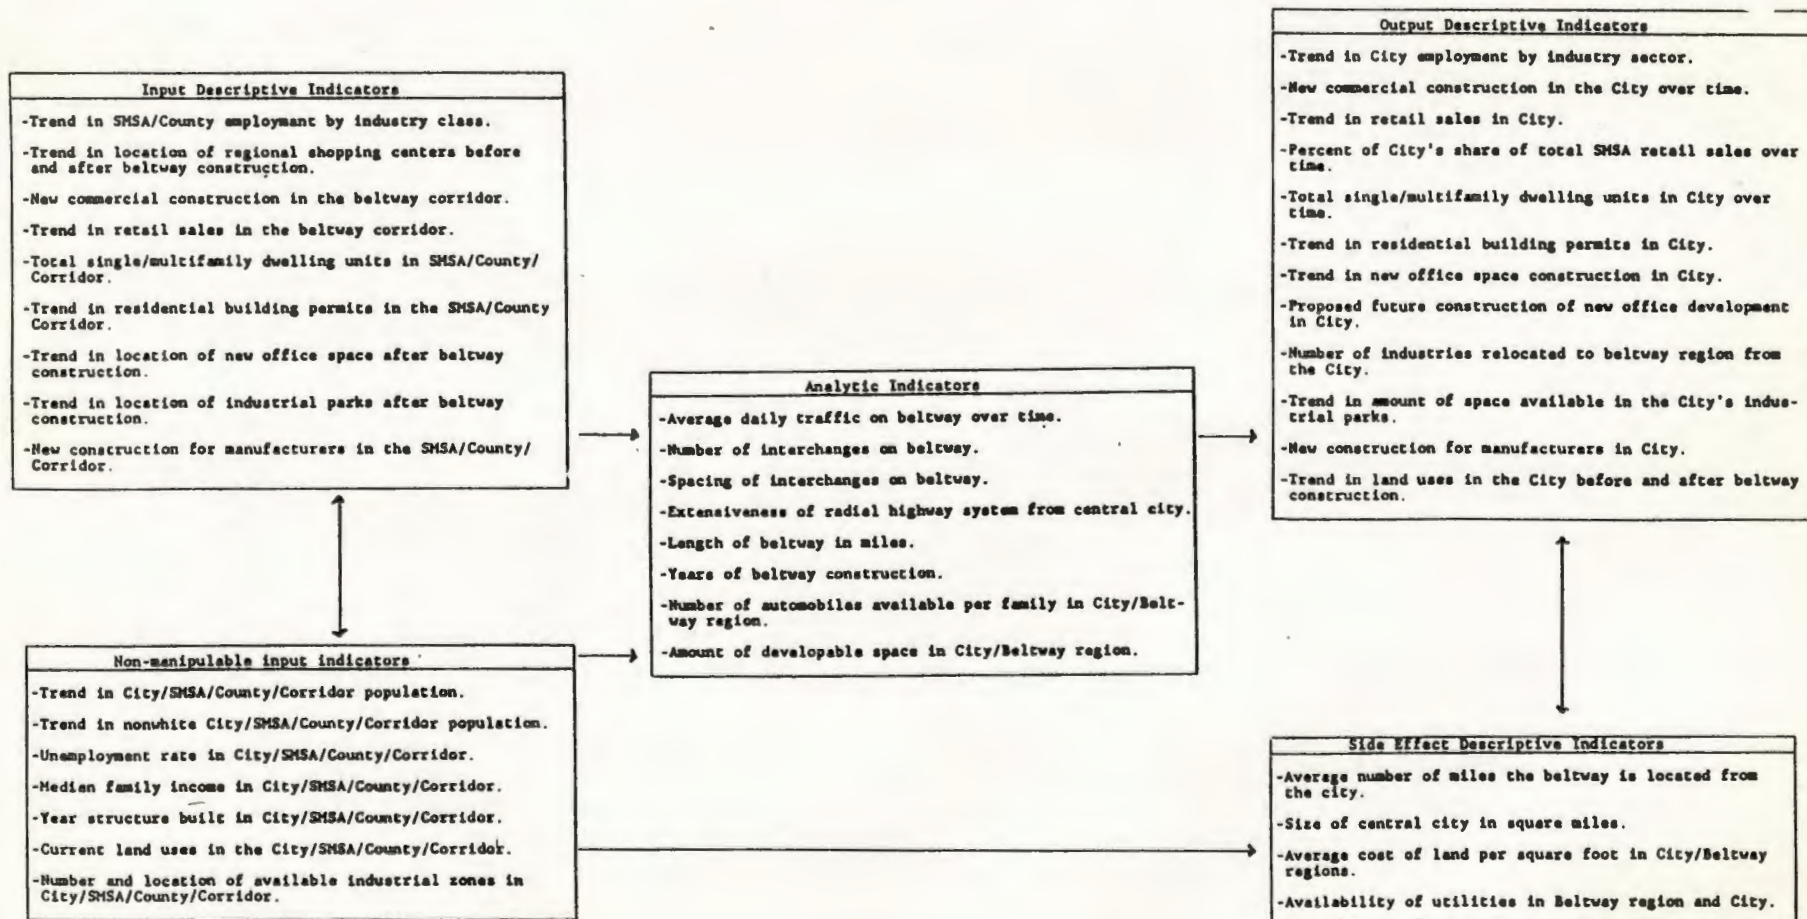 Input Descriptive Indicators
-Trend in SMSA/County employmant by industry class.
-Trend in location of regional shopping centers before
and after beltway construction.
-New commercial construction in the beltway corridor.
-Trend in retail sales in the beltway corridor.
-Total single/multifamily dwelling units in SMSA/County/
Corridor.
-Trend in residential building permits in the SMSA/County
Corridor.
-Trend in location of new office space after beltway
construction.
-Trend in location of industrial parks after beltway
construction.
-New construction for manufacturers in the SMSA/County/
Corridor.
Non-manipulable input indicators
-Trend in City/SMSA/County/Corridor population.
-Trend in nonwhite City/SMSA/County/Corridor population.
-Unemployment rate in City/SMSA/County/Corridor.
-Median family income in City/SMSA/County/Corridor.
-Year structure built in City/SMSA/County/Corridor.
-Current land uses in the City/SMSA/County/Corridor.
-Number and location of available industrial zones in
City/SMSA/County/Corridor.
Analytic Indicators
-Average daily traffic on beltway over time.
-Number of interchanges on beltway.
-Spacing of interchanges on beltway.
-Extensiveness of radial highway system from central city.
-Length of beltway in miles.
-Years of beltway construction.
-Number of automobiles available per family in City/Belt-
way region.
-Amount of developable space in City/Beltway region.
Output Descriptive Indicators
-Trend in City employment by industry sector.
-New commercial construction in the City over time.
-Trend in retail sales in City.
-Percent of City's share of total SMSA retail sales over
time.
-Total single/multifamily dwelling units in City over
time.
-Trend in residential building permits in City.
-Trend in new office space construction in City.
-Proposed future construction of new office development
in City.
-Number of industries relocated to beltway region from
the City.
-Trend in amount of space available in the City's indus-
trial parks.
-New construction for manufacturers in City.
-Trend in land uses in the City before and after beltway
construction.
Side Effect Descriptive Indicators
-Average number of miles the beltway is located from
the city.
-Size of central city in square miles.
-Average cost of land per square foot in City/Beltway
regions.
-Availability of utilities in Beltway region and City.